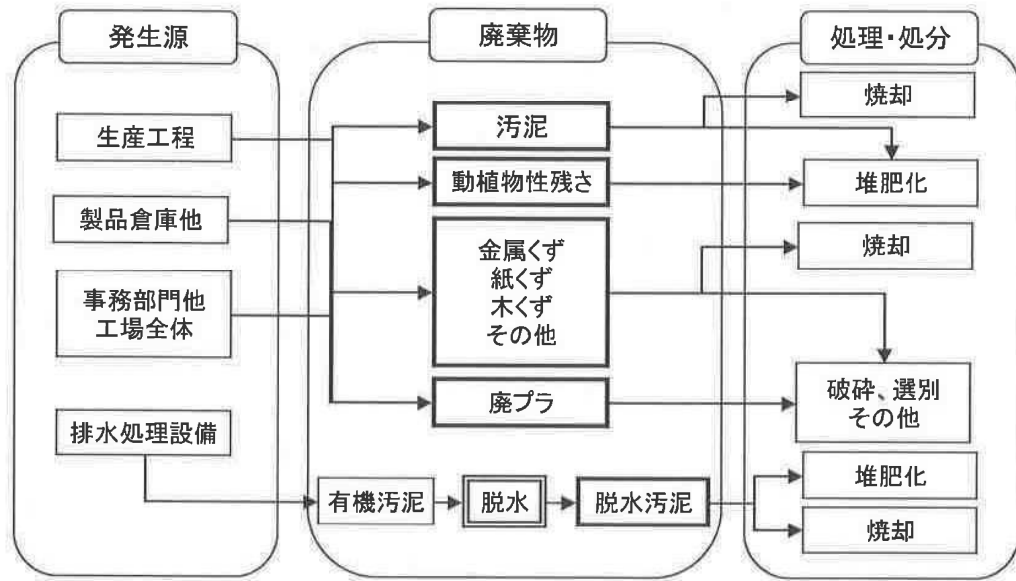 発生源
廃棄物
処理・処分
生産工程
製品倉庫他
事務部門他
工場全体
排水処理設備
汚泥
動植物性残さ
金属くず
紙くず
木くず
その他
廃プラ
有機汚泥
脱水
脱水汚泥
焼却
堆肥化
焼却
破砕、選別
その他
堆肥化
焼却